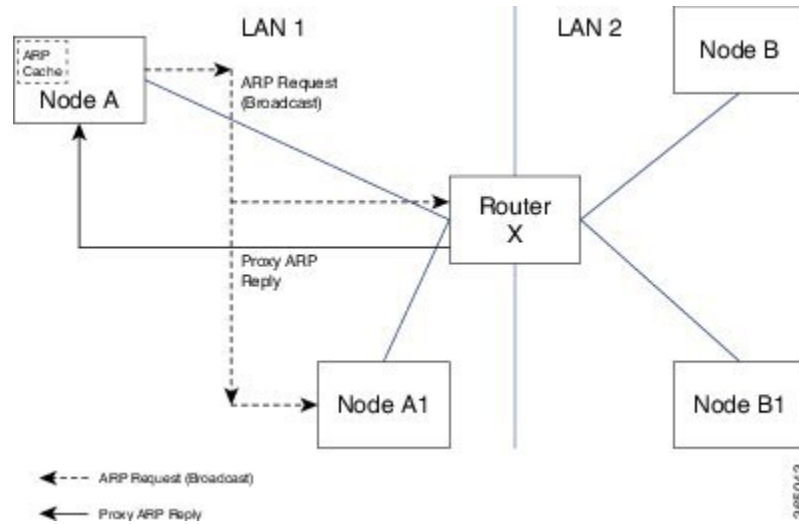 LAN 1
LAN 2
ARP
Cache
Node A
ARP Request
(Broadcast)
Node B
Router
X
Proxy ARP
Reply
Node A1
Node B1
ARP Request (Broadcast)
Proxy ARP Reply